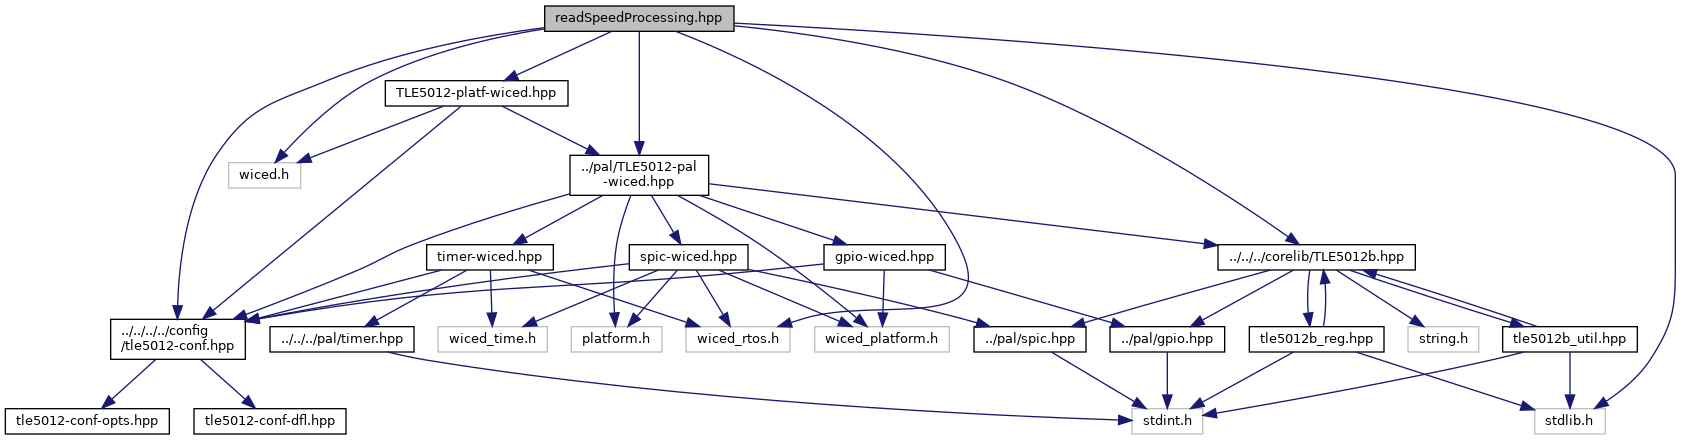 readSpeedProcessing.hpp
TLE5012-platf-wiced.hpp
wiced.h
../pal/TLE5012-pal
-wiced.hpp
timer-wiced.hpp
spic-wiced.hpp
gpio-wiced.hpp
../../../corelib/TLE5012b.hpp
../../../../config
/tle5012-conf.hpp
../../../pal/timer.hpp
wiced_time.h
platform.h
wiced_rtos.h
wiced_platform.h
../pal/spic.hpp
../pal/gpio.hpp
tle5012b_reg.hpp
string.h
tle5012b_util.hpp
tle5012-conf-opts.hpp
tle5012-conf-dfl.hpp
stdint.h
stdlib.h